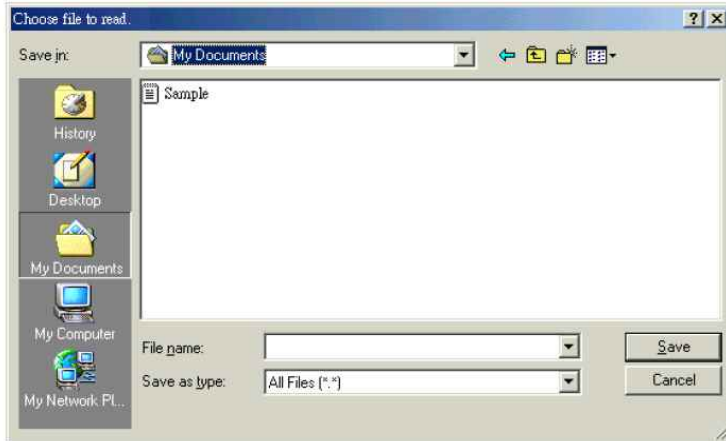 Choose file to read.
Save in:
My Documents
Sample
History
Desktop
My Documents
My Computer
My Network Pl...
File name:
Save
Save as type:
All Files (*.*)
Cancel